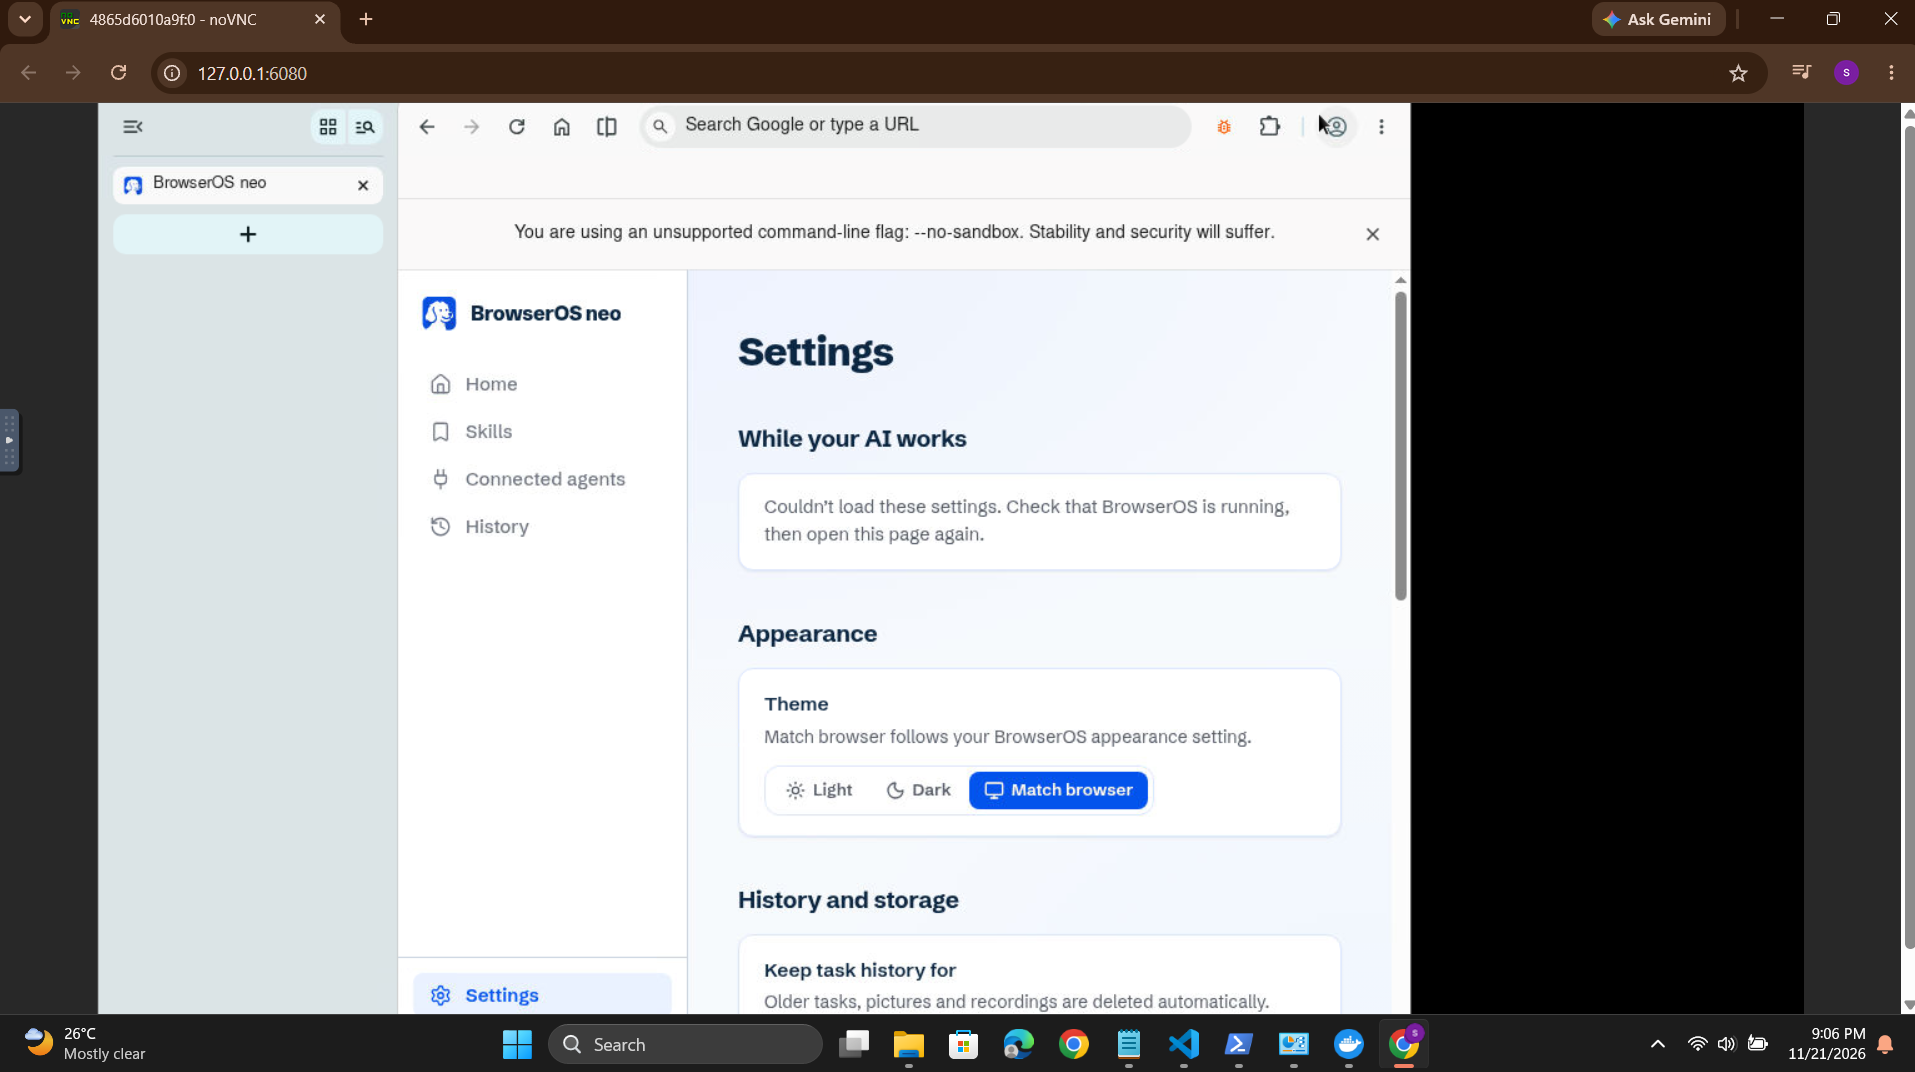 4865d6010a9f:0 - noVNC
Ask Gemini
127.0.0.1:6080
S
BrowserOS neo
Search Google or type a URL
You are using an unsupported command-line flag: --no-sandbox. Stability and security will suffer.
BrowserOS neo
Home
Skills
Connected agents
History
Settings
Settings
While your AI works
Couldn't load these settings. Check that BrowserOS is running,
then open this page again.
Appearance
Theme
Match browser follows your BrowserOS appearance setting.
Light
Dark
Match browser
History and storage
Keep task history for
Older tasks, pictures and recordings are deleted automatically.
26°C
Mostly clear
Search
9:06 PM
11/21/2026